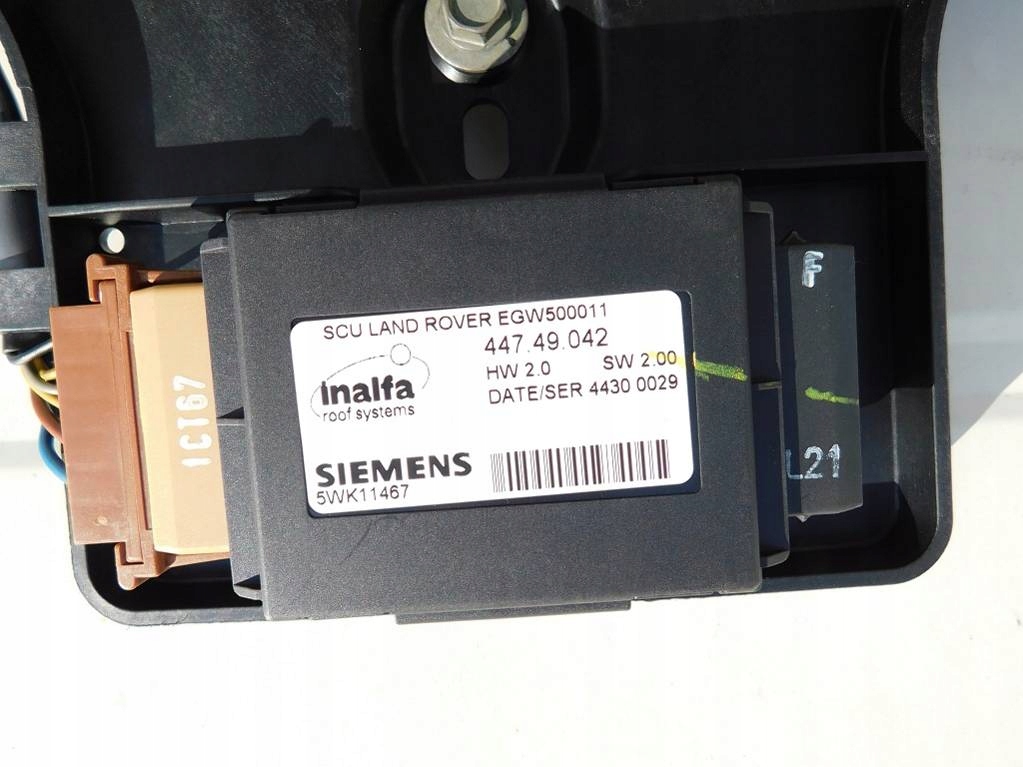 SCU LAND ROVER EGW500011
447.49.042
HW 2.0 SW 2.00
DATE/SER 4430 0029
inalfa
roof systems
SIEMENS
5WK11467
1CT67
F
L21